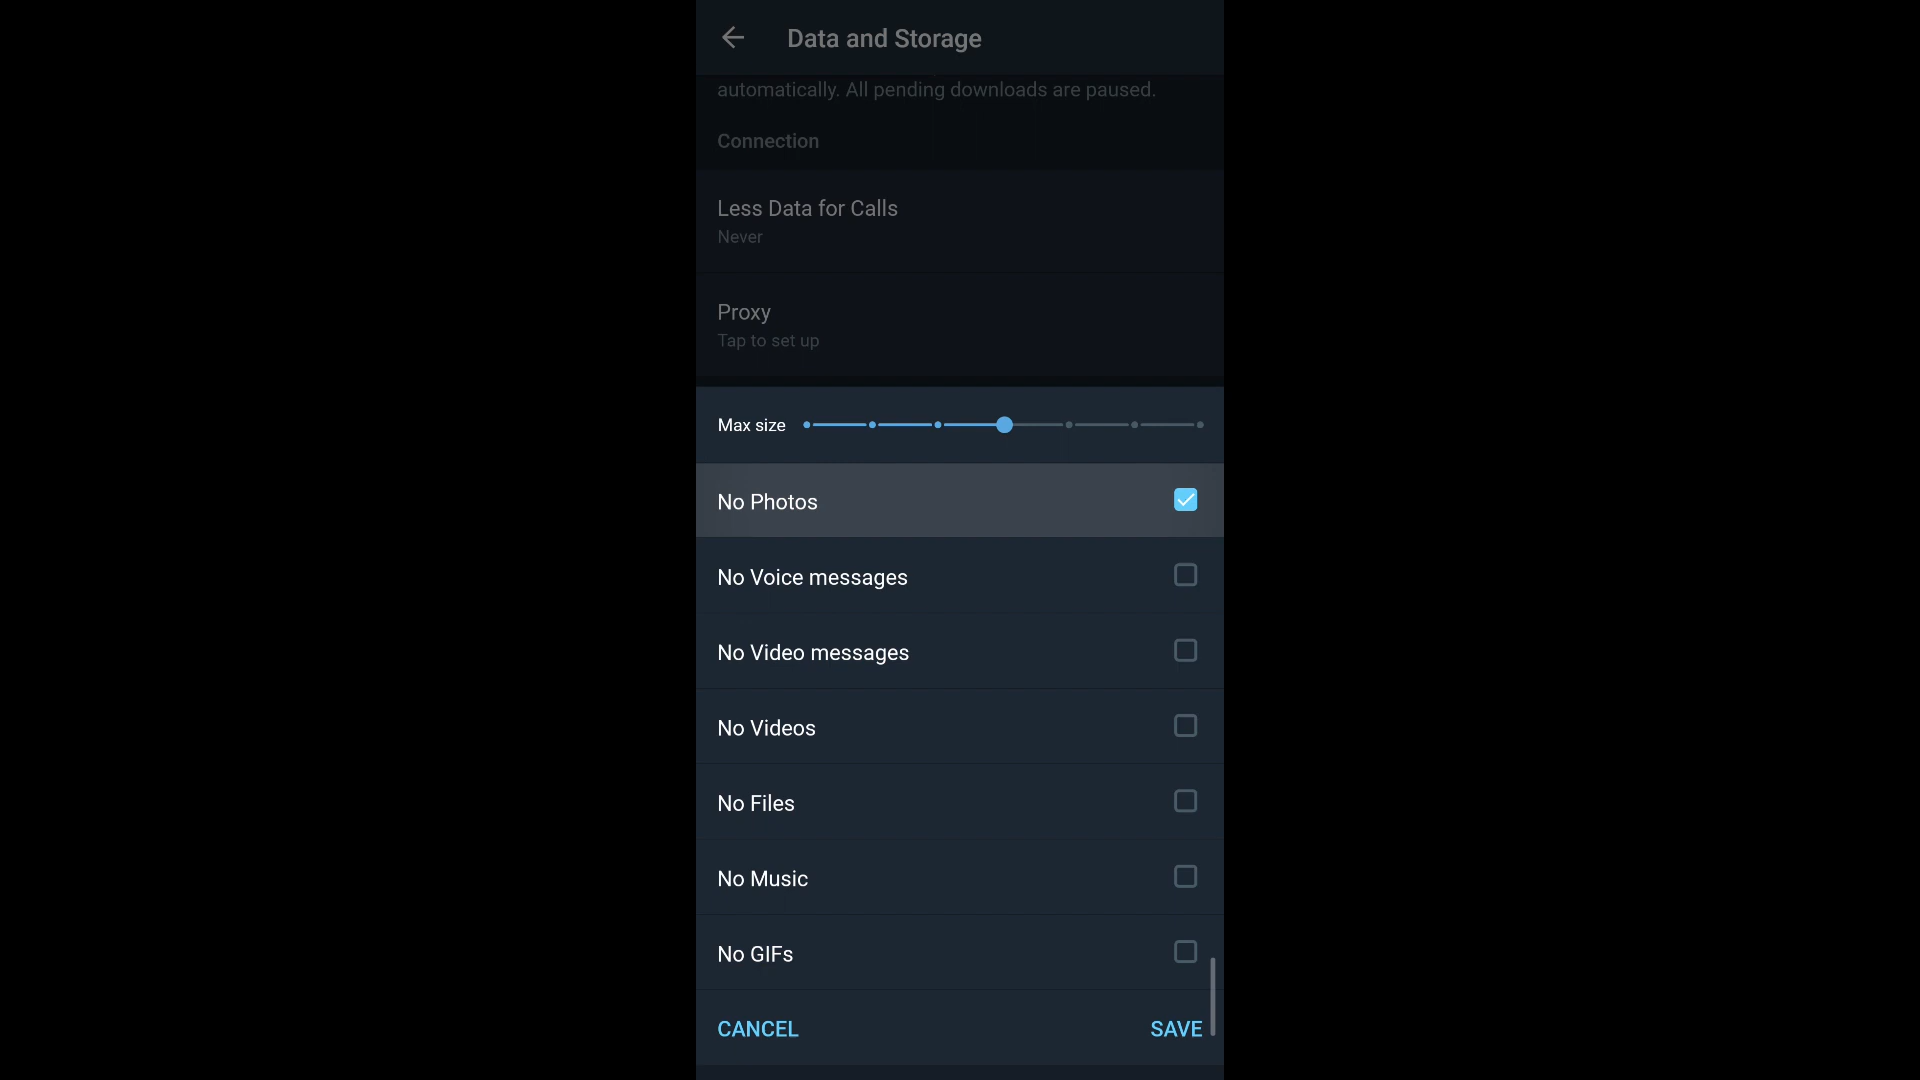 Data and Storage
automatically. All pending downloads are paused.
Connection
Less Data for Calls
Never
Proxy
Tap to set up
Max size
No Photos
No Voice messages
No Video messages
No Videos
No Files
No Music
No GIFs
CANCEL SAVE